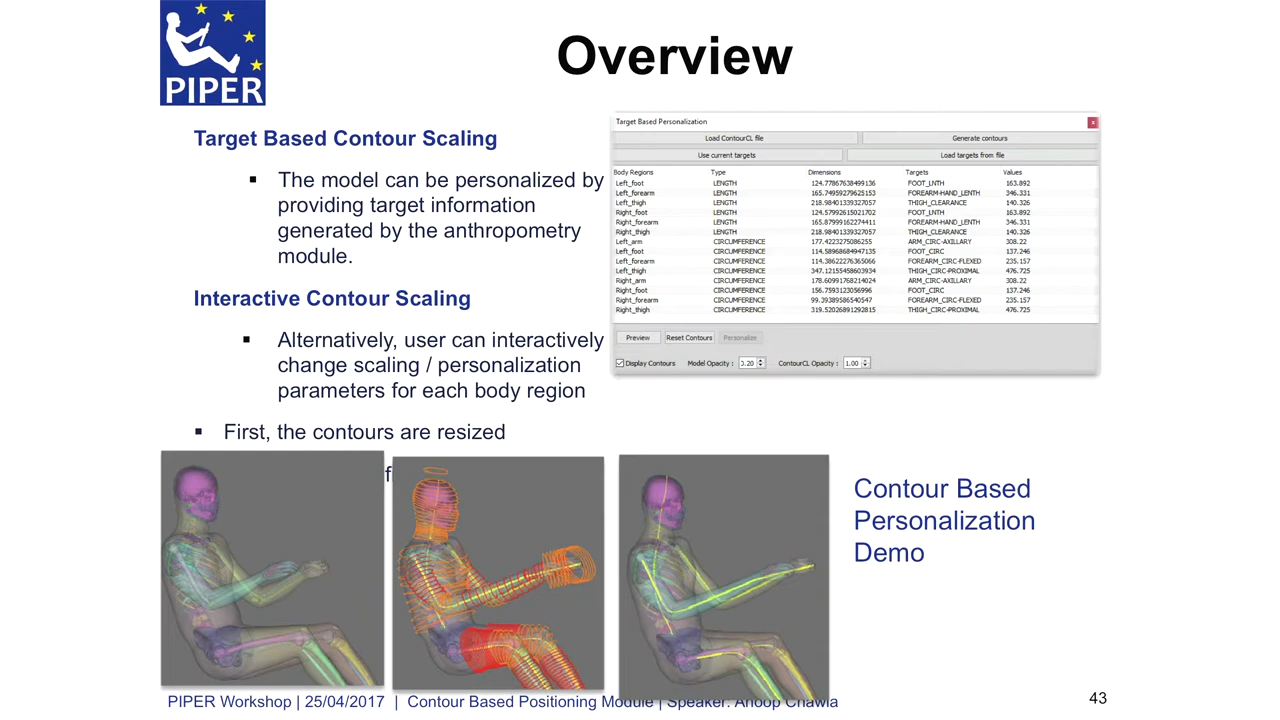 PIPER
Overview
Target Based Contour Scaling
▪ The model can be personalized by
providing target information
generated by the anthropometry
module.
Interactive Contour Scaling
▪ Alternatively, user can interactively
change scaling / personalization
parameters for each body region
▪ First, the contours are resized
Target Based Personalization x
Load ContourCL file Generate contours
Use current targets Load targets from file
Body Regions Type Dimensions Targets Values
Left_foot LENGTH 124.77867638499136 FOOT_LNTH 163.892
Left_forearm LENGTH 165.74959279625153 FOREARM-HAND_LENTH 346.331
Left_thigh LENGTH 218.98401339327057 THIGH_CLEARANCE 140.326
Right_foot LENGTH 124.57992615021702 FOOT_LNTH 163.892
Right_forearm LENGTH 165.87999162274411 FOREARM-HAND_LENTH 346.331
Right_thigh LENGTH 218.98401339327057 THIGH_CLEARANCE 140.326
Left_arm CIRCUMFERENCE 177.4223275086255 ARM_CIRC-AXILLARY 308.22
Left_foot CIRCUMFERENCE 114.58968684947135 FOOT_CIRC 137.246
Left_forearm CIRCUMFERENCE 114.38622276365066 FOREARM_CIRC-FLEXED 235.157
Left_thigh CIRCUMFERENCE 347.12155458603934 THIGH_CIRC-PROXIMAL 476.725
Right_arm CIRCUMFERENCE 178.60991768214024 ARM_CIRC-AXILLARY 308.22
Right_foot CIRCUMFERENCE 156.7593123056996 FOOT_CIRC 137.246
Right_forearm CIRCUMFERENCE 99.39389586540547 FOREARM_CIRC-FLEXED 235.157
Right_thigh CIRCUMFERENCE 319.52026891292815 THIGH_CIRC-PROXIMAL 476.725
Preview Reset Contours Personalize
Display Contours Model Opacity : 0.20 ContourCL Opacity : 1.00
Contour Based
Personalization
Demo
PIPER Workshop | 25/04/2017 | Contour Based Positioning Module | Speaker: Anoop Chawla
43